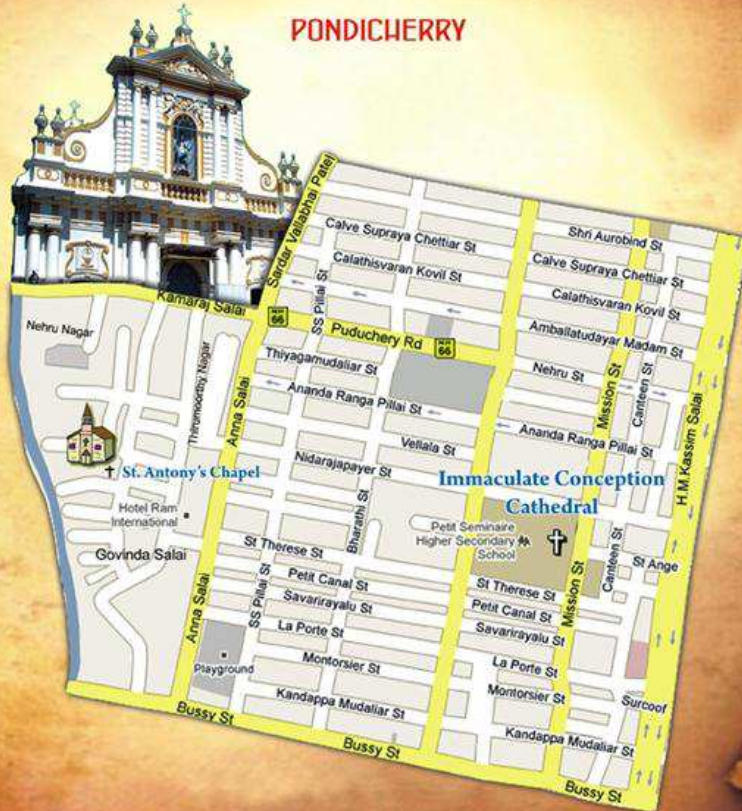 PONDICHERRY
Sardar Vallabhai Patel
Shri Aurobind St
Calve Supraya Chettiar St
Calve Supraya Chettiar St
Calathisvaran Kovil St
Calathisvaran Kovil St
Kamaraj Salai
66
SS Pillai St
Amballatudayar Madam St
Nehru Nagar
Puduchery Rd
66
Thirumoorthy Nagar
Thiyagamudaliar St
Nehru St
Mission St
Canteen St
Anna Salai
Ananda Ranga Pillai St
Ananda Ranga Pillai St
H.M.Kassim Salai
Vellala St
St. Antony's Chapel
Nidarajapayer St
Immaculate Conception
Cathedral
Hotel Ram
International
Bharathi St
Petit Seminaire
Higher Secondary
School
Govinda Salai
St Therese St
St Ange
Canteen St
Petit Canal St
St Therese St
Mission St
SS Pillai St
Savarirayalu St
Petit Canal St
Anna Salai
La Porte St
Savarirayalu St
Playground
Montorsier St
La Porte St
Montorsier St
Surcoof
Kandappa Mudaliar St
Kandappa Mudaliar St
Bussy St
Bussy St
Bussy St